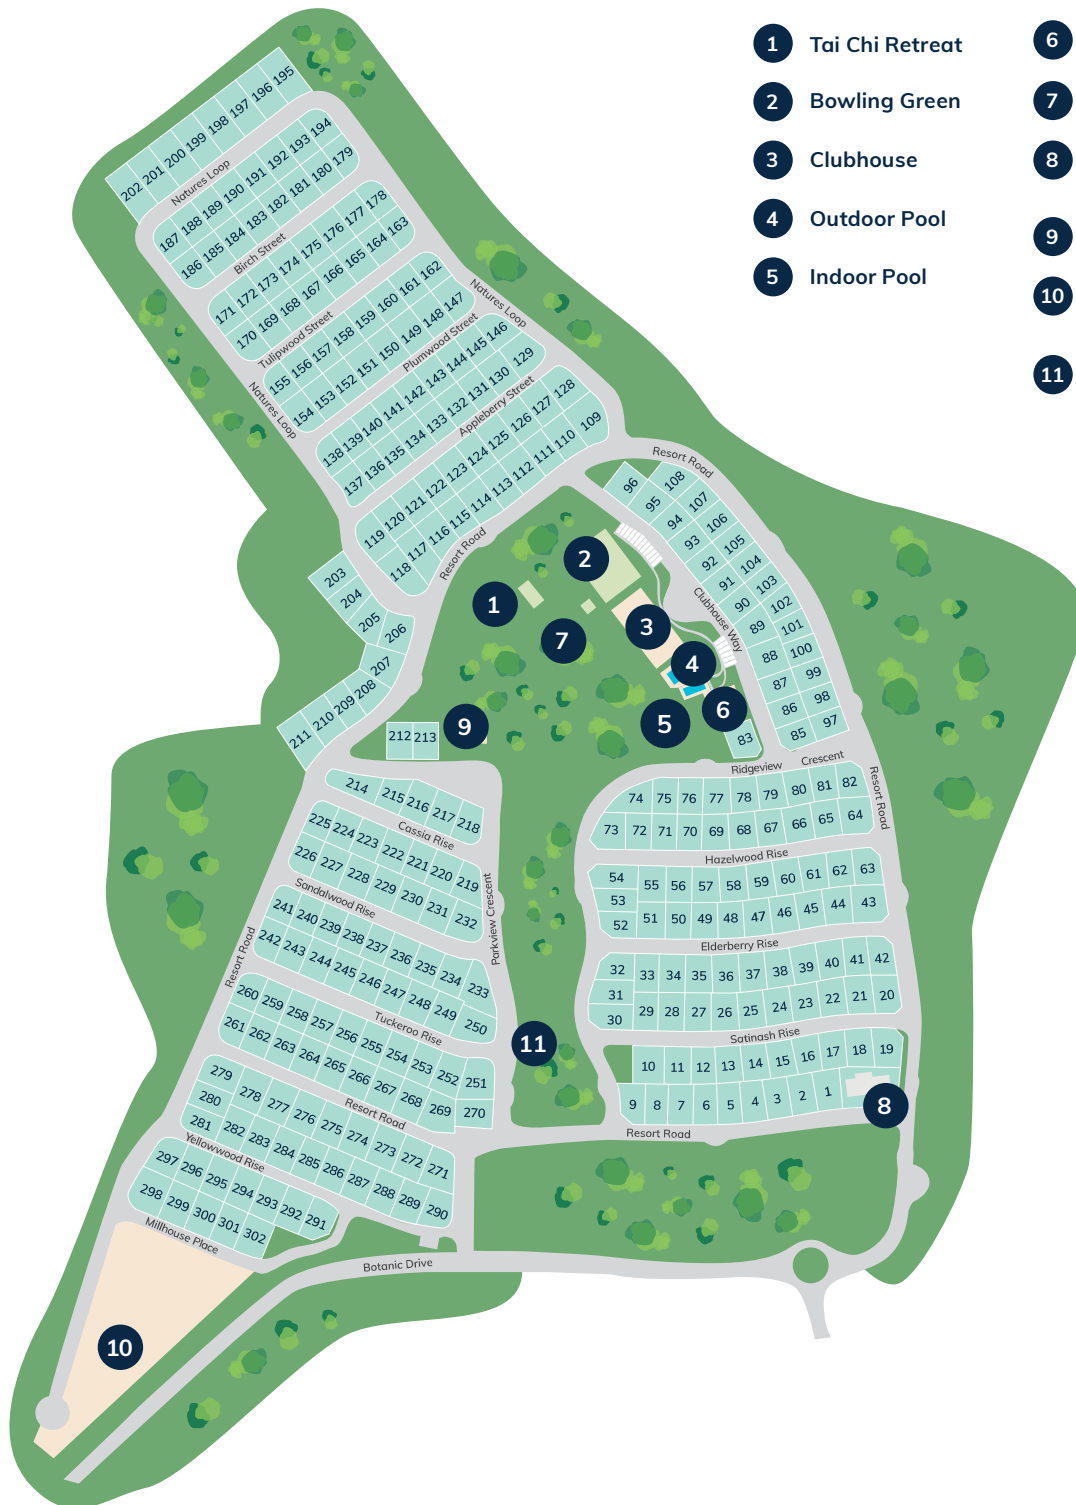 1 Tai Chi Retreat
2 Bowling Green
3 Clubhouse
4 Outdoor Pool
5 Indoor Pool
6
7
8
9
10
11
202 201 200 199 198 197 196 195
Natures Loop
187 188 189 190 191 192 193 194
186 185 184 183 182 181 180 179
Birch Street
171 172 173 174 175 176 177 178
170 169 168 167 166 165 164 163
Tulipwood Street
155 156 157 158 159 160 161 162
154 153 152 151 150 149 148 147
Natures Loop
Natures Loop
Plumwood Street
138 139 140 141 142 143 144 145 146
137 136 135 134 133 132 131 130 129
Appleberry Street
119 120 121 122 123 124 125 126 127 128
118 117 116 115 114 113 112 111 110 109
Resort Road
Resort Road
96 95 94 93 92 91 90 89 88 87 86 85
108 107 106 105 104 103 102 101 100 99 98 97
Clubhouse Way
203
204
205
206
207
208
209
210
211
2
1
3
7
4
6
5
9
83
212 213
Ridgeview Crescent
Resort Road
74 75 76 77 78 79 80 81 82
73 72 71 70 69 68 67 66 65 64
Hazelwood Rise
54 55 56 57 58 59 60 61 62 63
53
52 51 50 49 48 47 46 45 44 43
Elderberry Rise
32 33 34 35 36 37 38 39 40 41 42
31
30 29 28 27 26 25 24 23 22 21 20
Satinash Rise
10 11 12 13 14 15 16 17 18 19
9 8 7 6 5 4 3 2 1
8
Resort Road
214 215 216 217 218
Cassia Rise
225 224 223 222 221 220 219
226 227 228 229 230 231 232
Sandalwood Rise
Parkview Crescent
241 240 239 238 237 236 235 234 233
242 243 244 245 246 247 248 249 250
Resort Road
Tuckeroo Rise
260 259 258 257 256 255 254 253 252 251
261 262 263 264 265 266 267 268 269 270
11
Resort Road
279 278 277 276 275 274 273 272 271
280
281 282 283 284 285 286 287 288 289 290
Yellowwood Rise
297 296 295 294 293 292 291
298 299 300 301 302
Millhouse Place
Botanic Drive
10